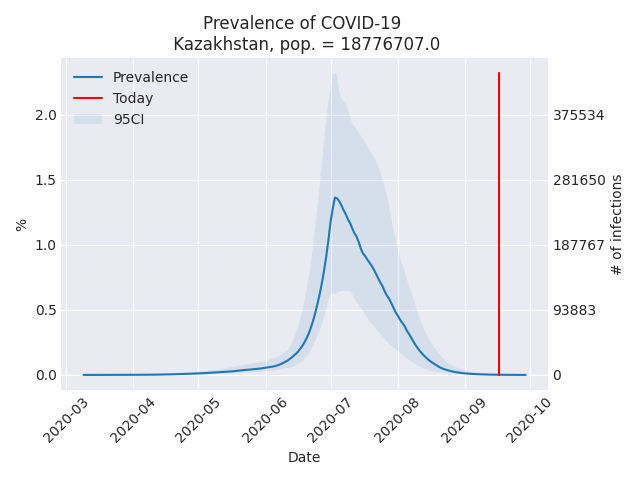 Prevalence of COVID-19
Kazakhstan, pop. = 18776707.0
Prevalence
Today
95CI
2.0
1.5
1.0
0.5
0.0
%
375534
281650
187767
93883
0
# of infections
2020-03
2020-04
2020-05
2020-06
2020-07
2020-08
2020-09
2020-10
Date